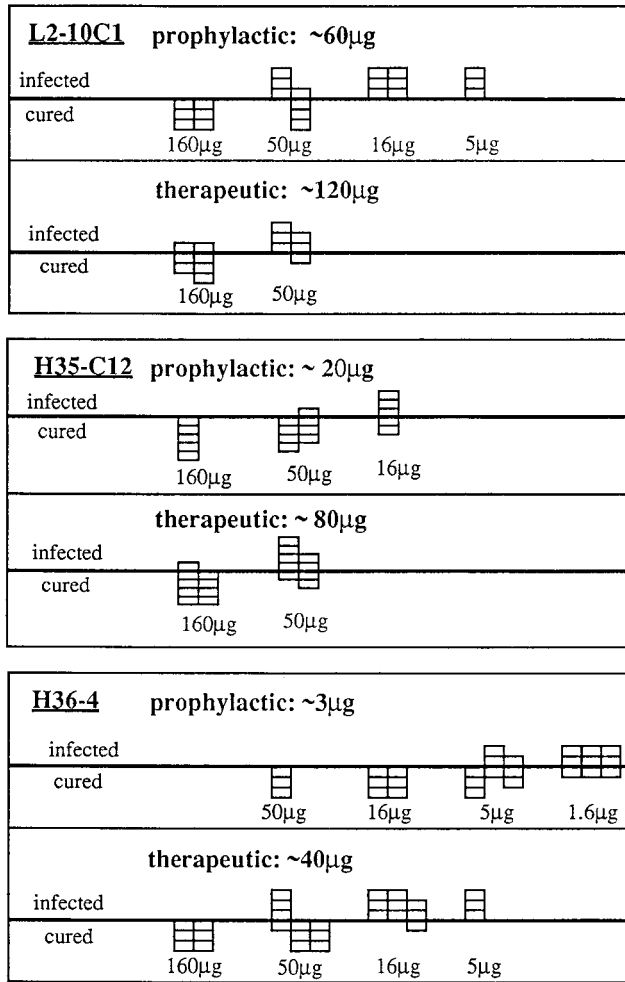 L2-10C1 prophylactic: ~60µg
infected
cured
160µg 50µg 16µg 5µg
therapeutic: ~120µg
infected
cured
160µg 50µg
H35-C12 prophylactic: ~ 20µg
infected
cured
160µg 50µg 16µg
therapeutic: ~ 80µg
infected
cured
160µg 50µg
H36-4 prophylactic: ~3µg
infected
cured
50µg 16µg 5µg 1.6µg
therapeutic: ~40µg
infected
cured
160µg 50µg 16µg 5µg